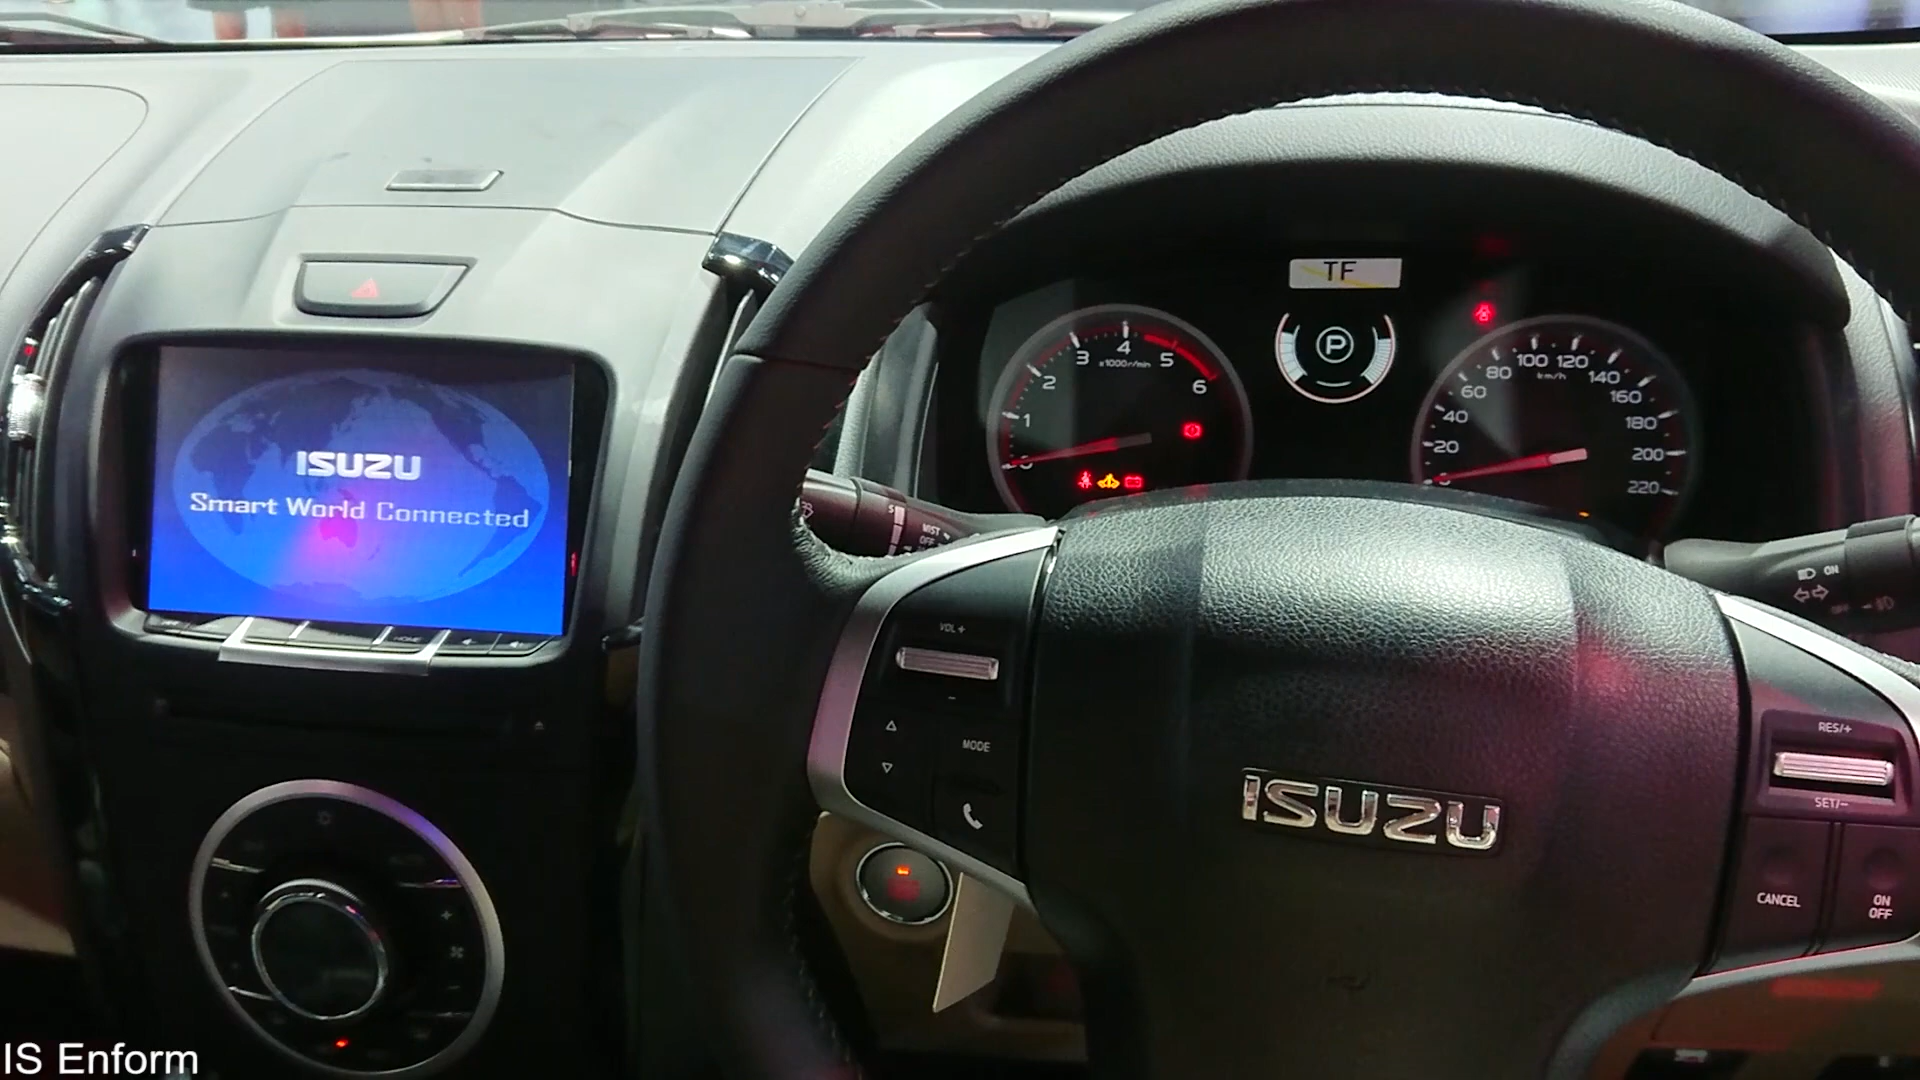 ISUZU
Smart World Connected
HOME
TF
P
0
1
2
3
4
5
6
x1000r/min
20
40
60
80
100
120
140
160
180
200
220
km/h
MIST
OFF
ON
OFF
VOL +
-
MODE
ISUZU
RES/+
SET/-
CANCEL
ON
OFF
IS Enform